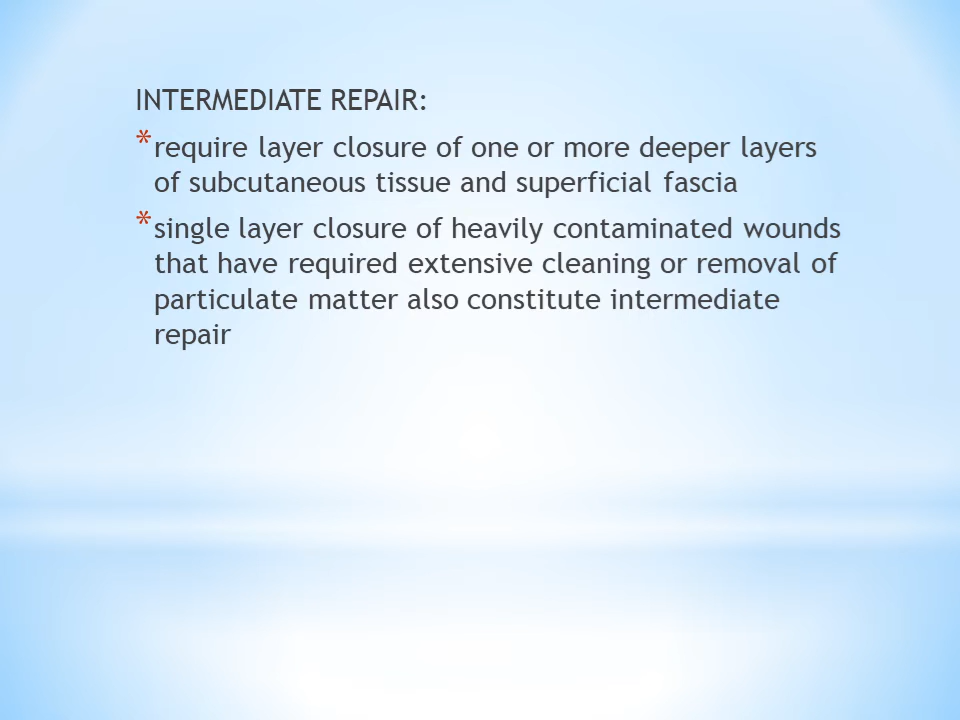 INTERMEDIATE REPAIR:
* require layer closure of one or more deeper layers
of subcutaneous tissue and superficial fascia
* single layer closure of heavily contaminated wounds
that have required extensive cleaning or removal of
particulate matter also constitute intermediate
repair